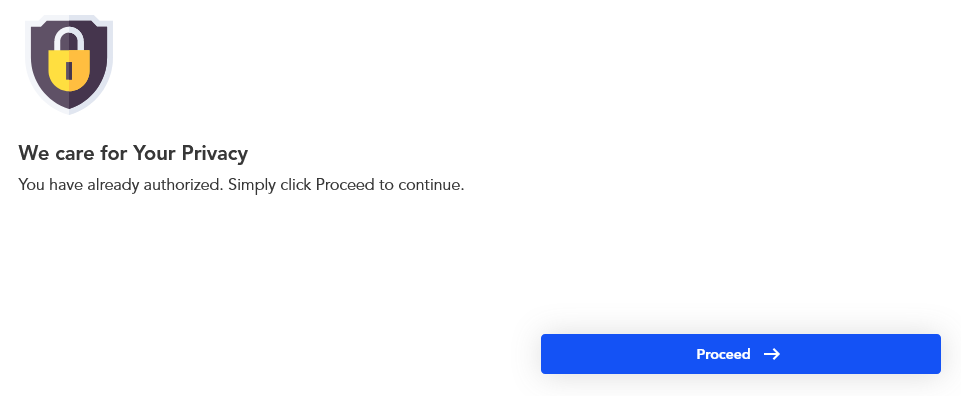 We care for Your Privacy
You have already authorized. Simply click Proceed to continue.
Proceed →